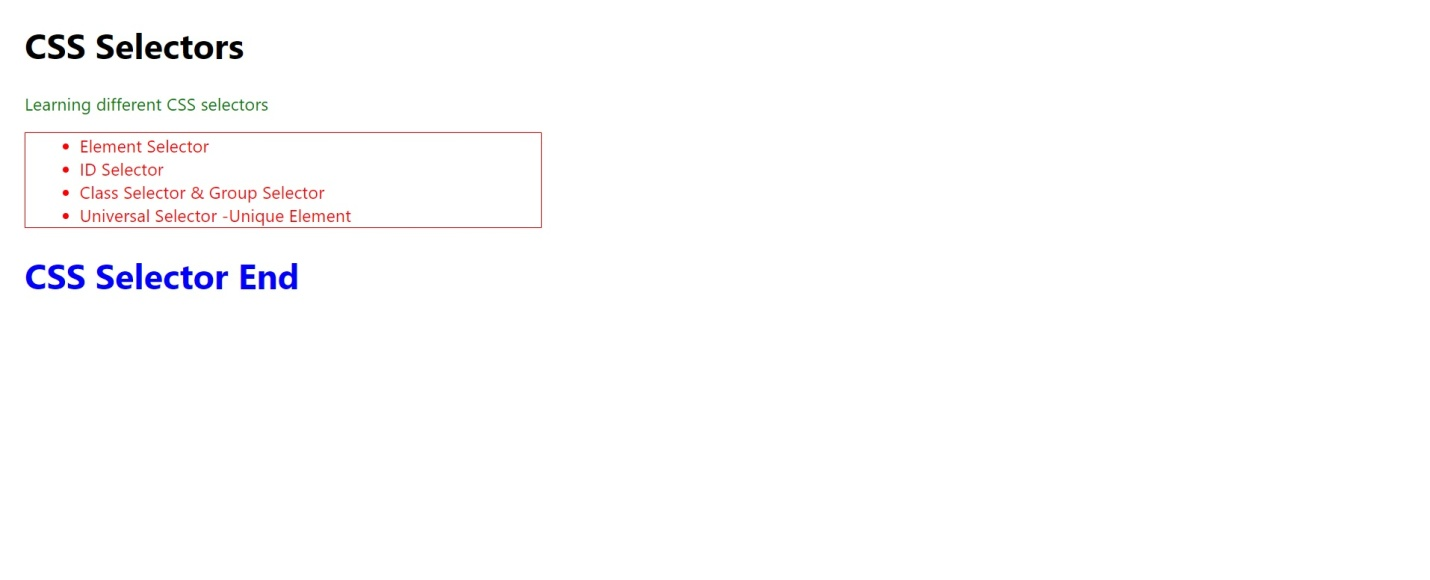 CSS Selectors
Learning different CSS selectors
• Element Selector
• ID Selector
• Class Selector & Group Selector
• Universal Selector -Unique Element
CSS Selector End